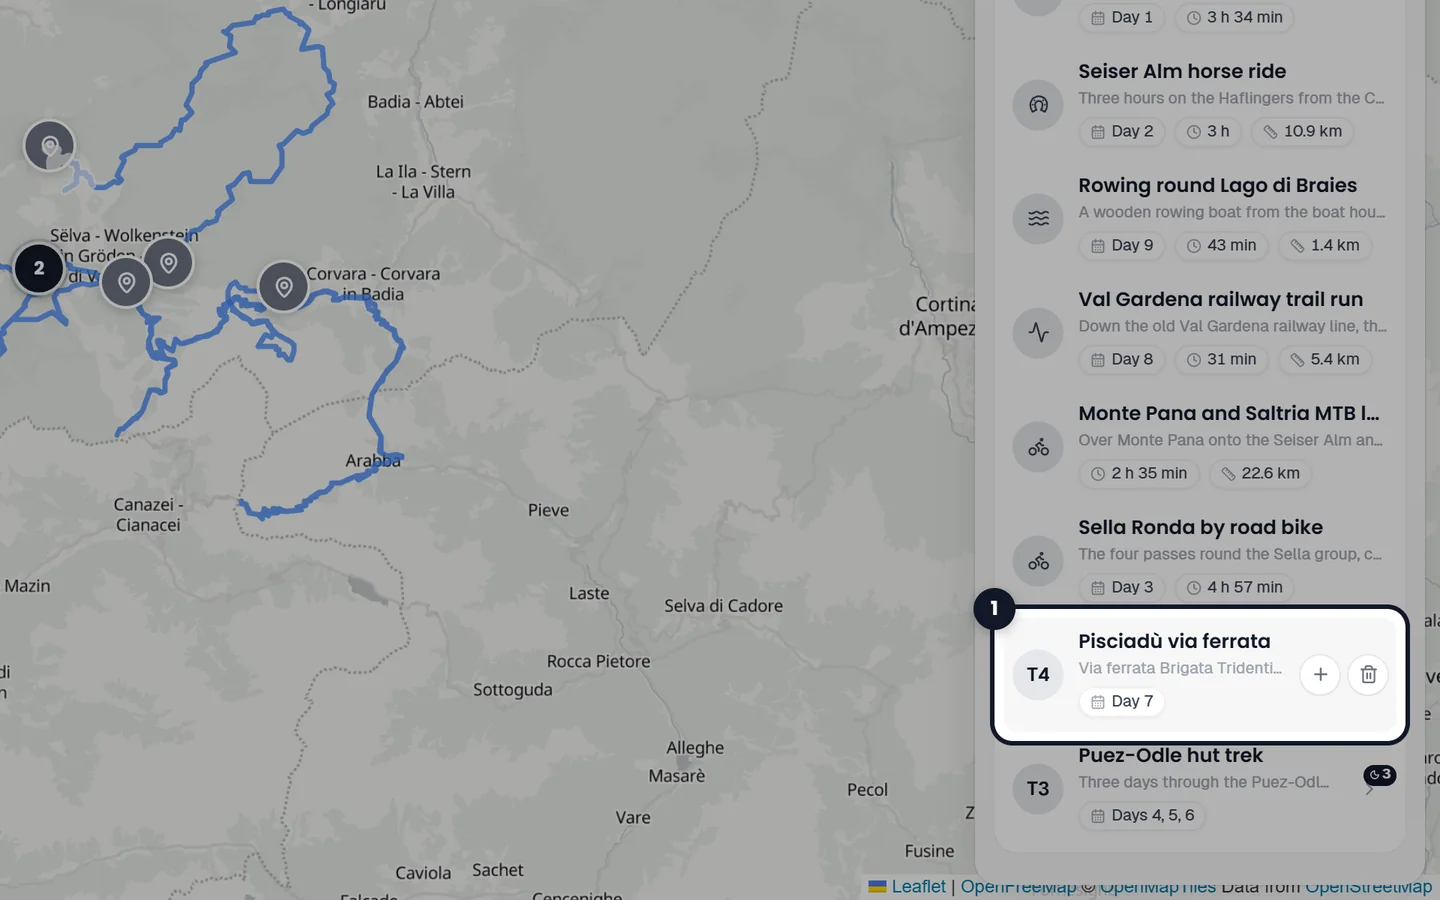 - Longiaru
Badia - Abtei
La Ila - Stern
- La Villa
Sëlva - Wolkenstein
in Gröden
di V
2
Corvara - Corvara
in Badia
Cortina
d'Ampez
Arabba
Canazei -
Cianacei
Pieve
Mazin
Laste
Selva di Cadore
di
n
Rocca Pietore
Sottoguda
Alleghe
Masarè
Pecol
Vare
Z
Fusine
Caviola
Sachet
Cencenighe
Falcade
Day 1
3 h 34 min
Seiser Alm horse ride
Three hours on the Haflingers from the C...
Day 2
3 h
10.9 km
Rowing round Lago di Braies
A wooden rowing boat from the boat hou...
Day 9
43 min
1.4 km
Val Gardena railway trail run
Down the old Val Gardena railway line, th...
Day 8
31 min
5.4 km
Monte Pana and Saltria MTB l...
Over Monte Pana onto the Seiser Alm an...
2 h 35 min
22.6 km
Sella Ronda by road bike
The four passes round the Sella group, c...
Day 3
4 h 57 min
1
T4
Pisciadù via ferrata
Via ferrata Brigata Tridenti...
Day 7
T3
Puez-Odle hut trek
Three days through the Puez-Odl...
3
Days 4, 5, 6
Leaflet | OpenFreeMap © OpenMapTiles Data from OpenStreetMap